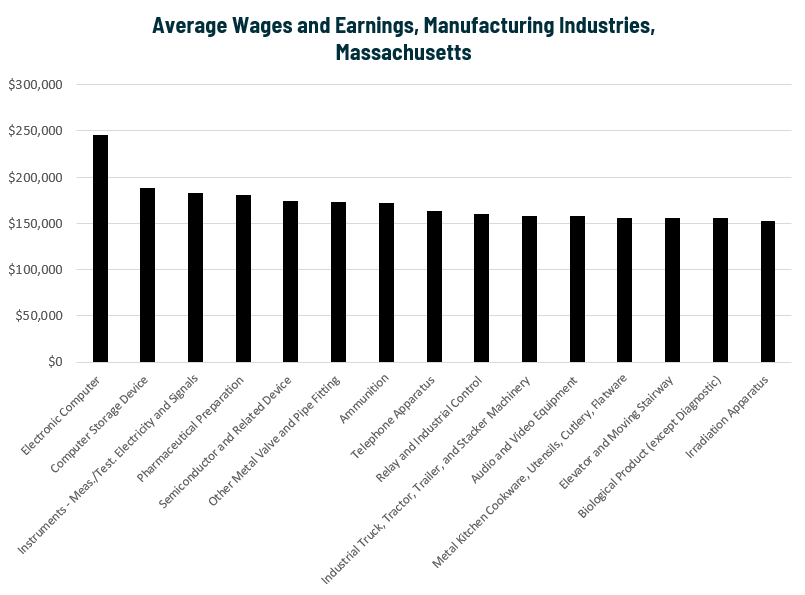 Average Wages and Earnings, Manufacturing Industries,
Massachusetts
$300,000
$250,000
$200,000
$150,000
$100,000
$50,000
$0
Electronic Computer
Computer Storage Device
Instruments - Meas./Test. Electricity and Signals
Pharmaceutical Preparation
Semiconductor and Related Device
Other Metal Valve and Pipe Fitting
Ammunition
Telephone Apparatus
Relay and Industrial Control
Industrial Truck, Tractor, Trailer, and Stacker Machinery
Audio and Video Equipment
Metal Kitchen Cookware, Utensils, Cutlery, Flatware
Elevator and Moving Stairway
Biological Product (except Diagnostic)
Irradiation Apparatus